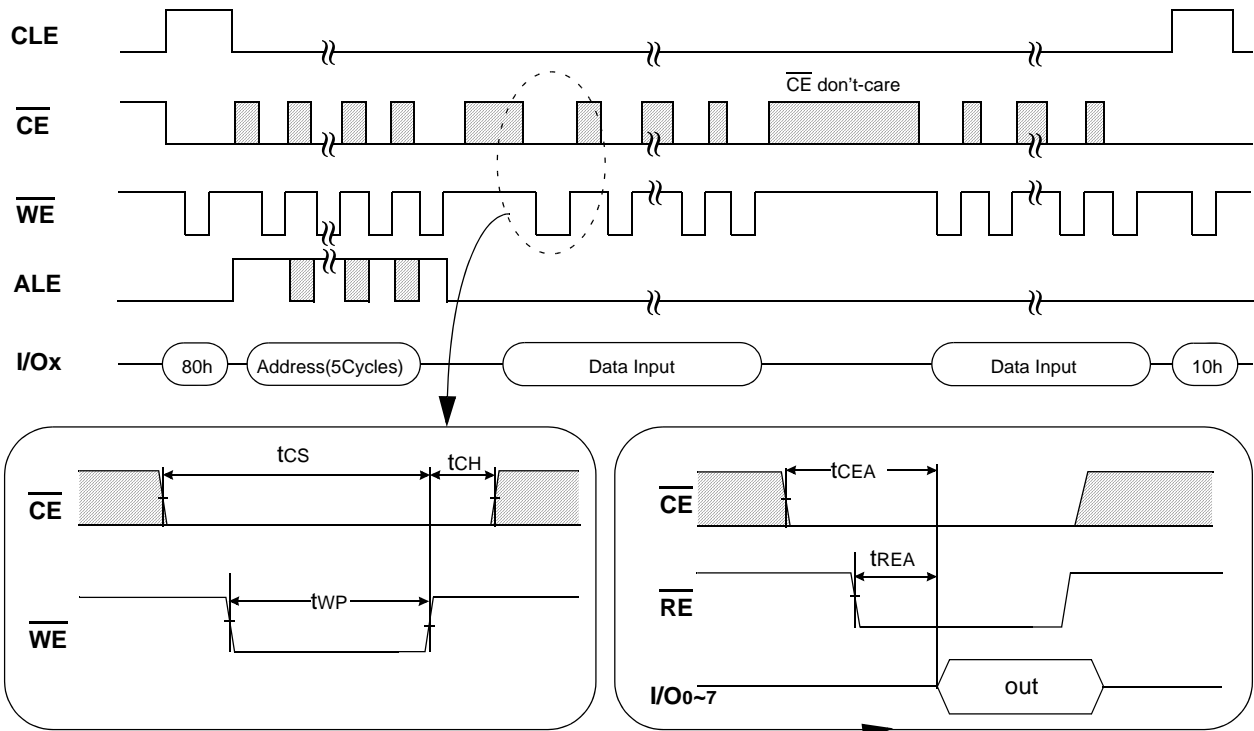 CLE
CE don't-care
CE
WE
ALE
I/Ox
80h
Address(5Cycles)
Data Input
Data Input
10h
tCS
tCH
CE
tWP
WE
tCEA
CE
tREA
RE
I/O0~7
out